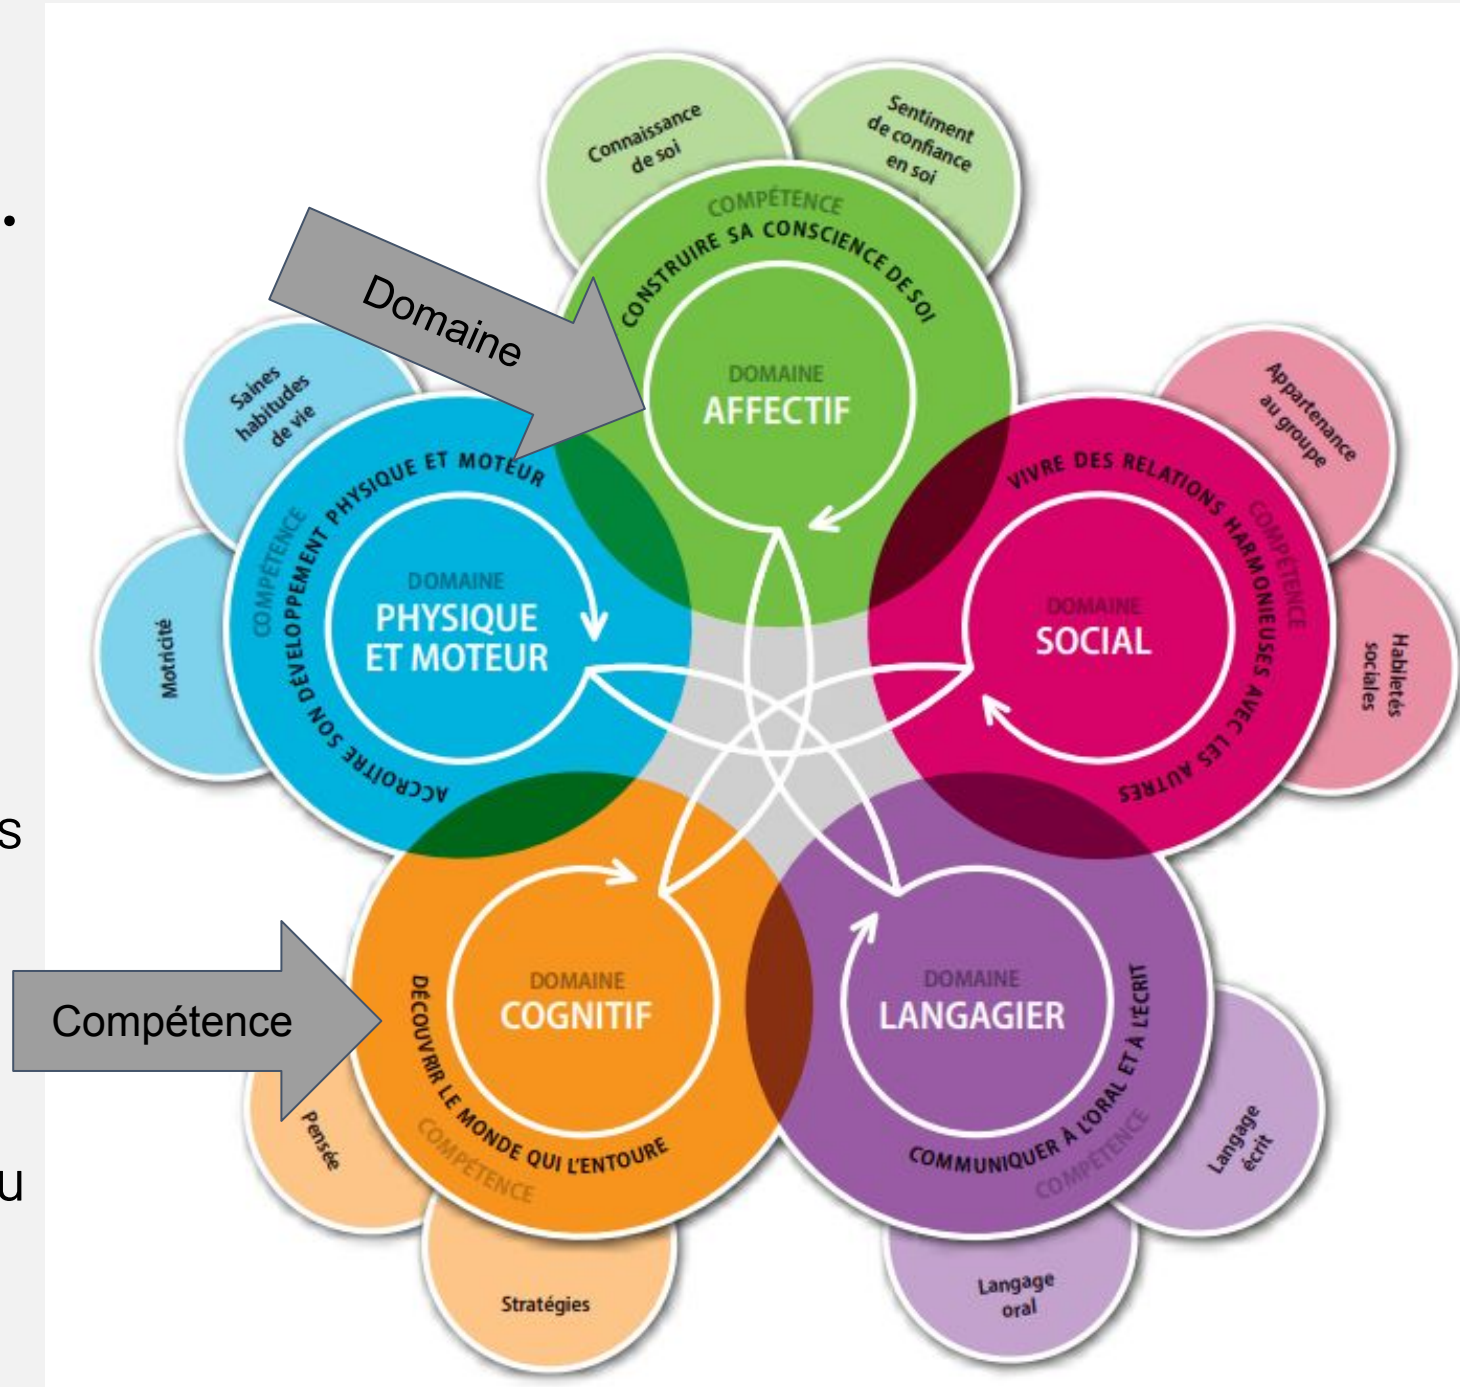 .
s
u
Domaine
Compétence
Connaissance
de soi
Sentiment
de confiance
en soi
COMPÉTENCE
CONSTRUIRE SA CONSCIENCE DE SOI
DOMAINE
AFFECTIF
Saines
habitudes
de vie
Motricité
COMPÉTENCE
ACCROÎTRE SON DÉVELOPPEMENT PHYSIQUE ET MOTEUR
DOMAINE
PHYSIQUE
ET MOTEUR
Appartenance
au groupe
Habiletés
sociales
COMPÉTENCE
VIVRE DES RELATIONS HARMONIEUSES AVEC LES AUTRES
DOMAINE
SOCIAL
DOMAINE
COGNITIF
DÉCOUVRIR LE MONDE QUI L'ENTOURE
COMPÉTENCE
Pensée
Stratégies
DOMAINE
LANGAGIER
COMMUNIQUER À L'ORAL ET À L'ÉCRIT
COMPÉTENCE
Langage
écrit
Langage
oral